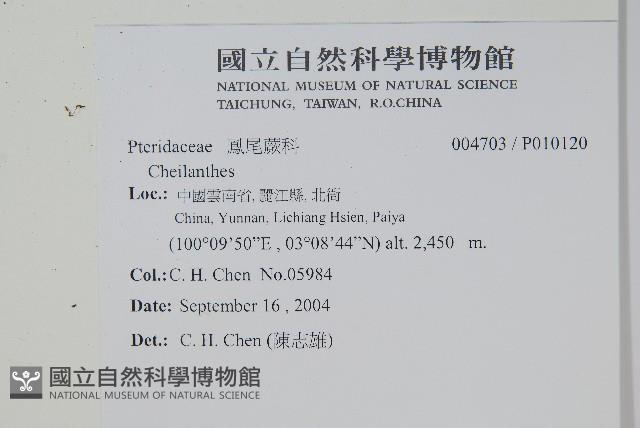 國立自然科學博物館
NATIONAL MUSEUM OF NATURAL SCIENCE
TAICHUNG, TAIWAN, R.O.CHINA
Pteridaceae 鳳尾蕨科 004703 / P010120
Cheilanthes
Loc.: 中國雲南省, 麗江縣, 北衙
China, Yunnan, Lichiang Hsien, Paiya
(100°09'50"E , 03°08'44"N) alt. 2,450 m.
Col.: C. H. Chen No.05984
Date: September 16 , 2004
Det.: C. H. Chen (陳志雄)
國立自然科學博物館
NATIONAL MUSEUM OF NATURAL SCIENCE